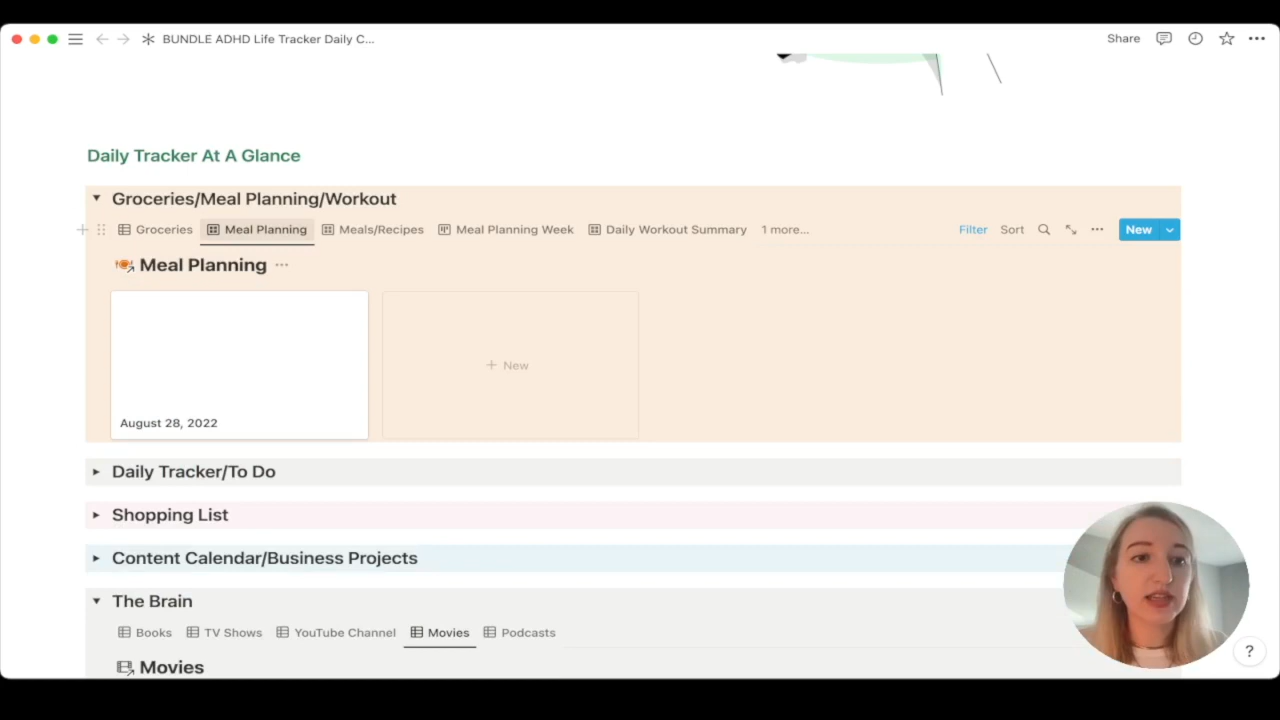 BUNDLE ADHD Life Tracker Daily C...
Share
Daily Tracker At A Glance
Groceries/Meal Planning/Workout
Groceries Meal Planning Meals/Recipes Meal Planning Week Daily Workout Summary 1 more... Filter Sort New
Meal Planning
+ New
August 28, 2022
Daily Tracker/To Do
Shopping List
Content Calendar/Business Projects
The Brain
Books TV Shows YouTube Channel Movies Podcasts
Movies
?